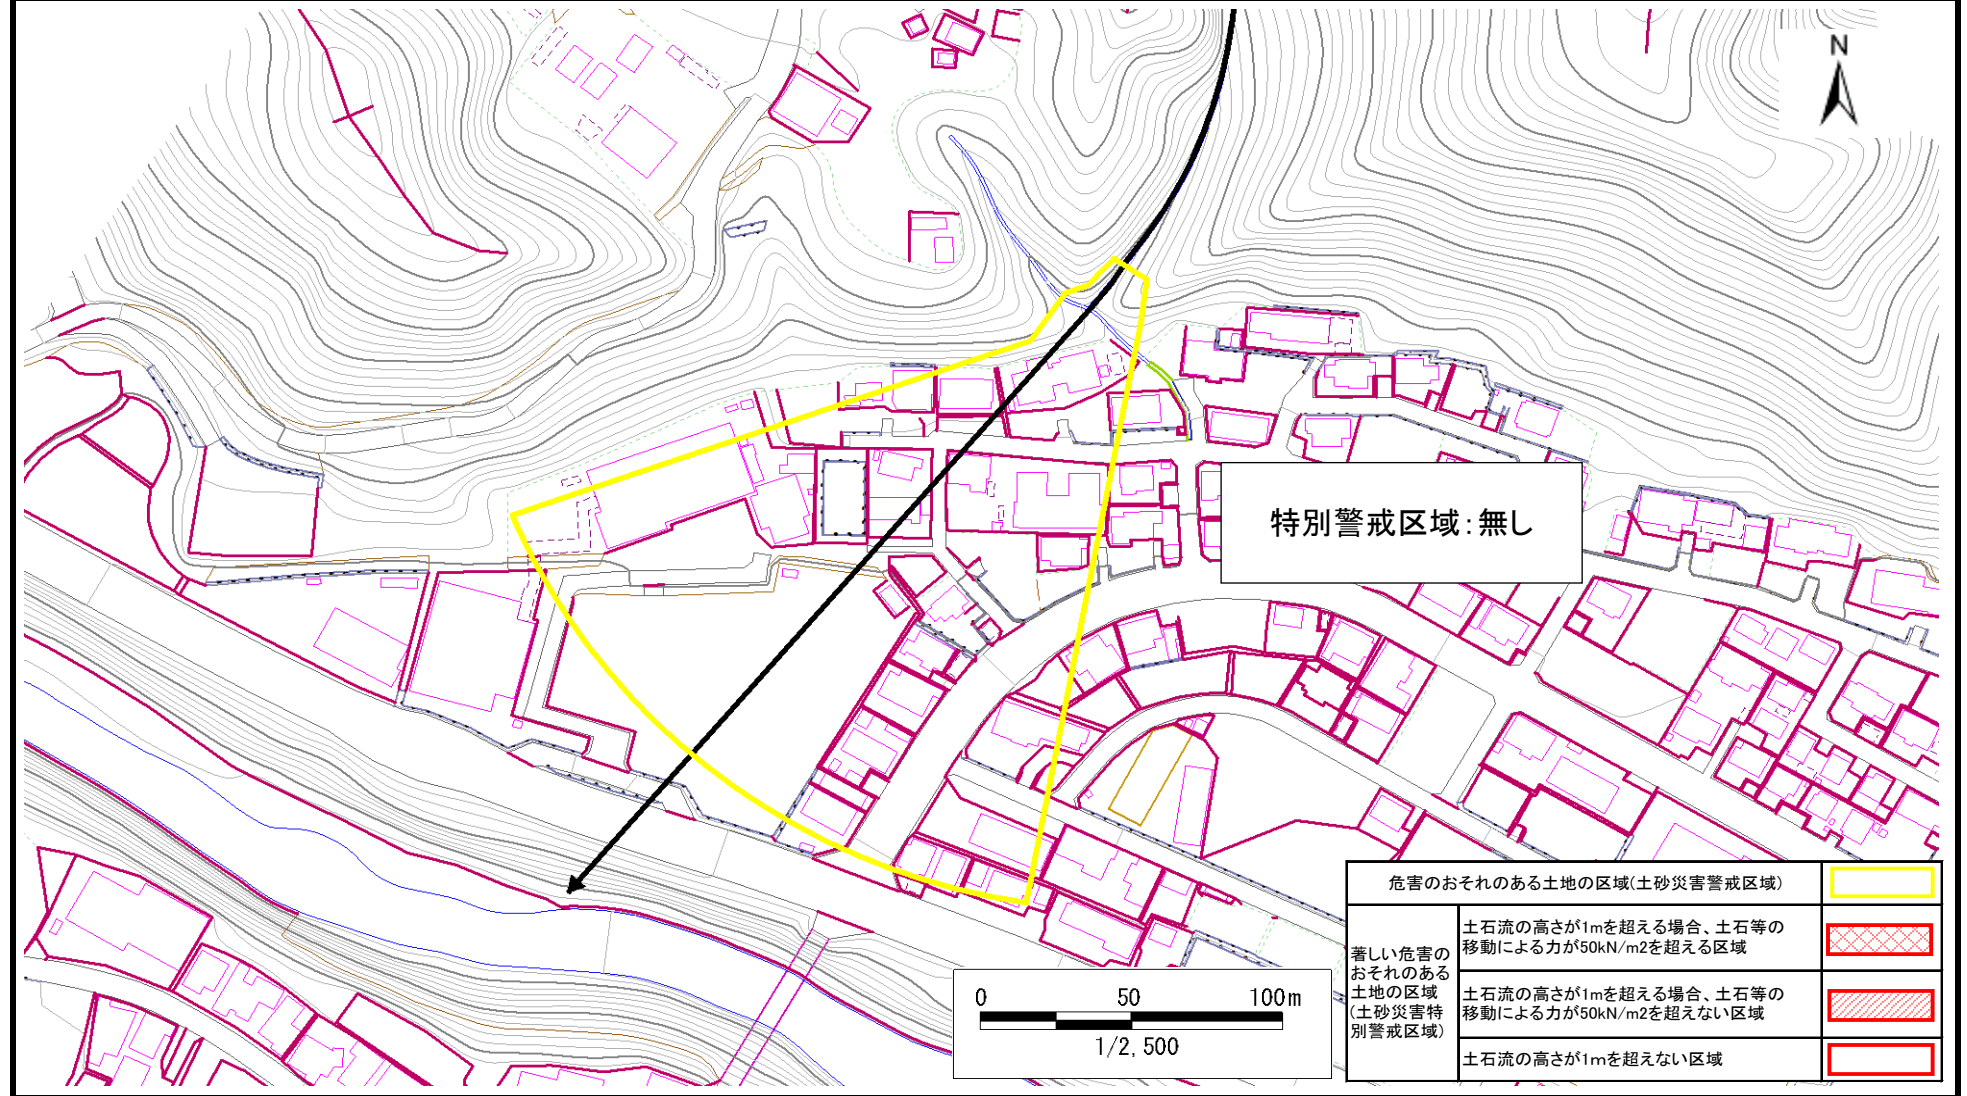 N
特別警戒区域：無し
危害のおそれのある土地の区域(土砂災害警戒区域)
著しい危害の
おそれのある
土地の区域
(土砂災害特
別警戒区域)
土石流の高さが1mを超える場合、土石等の
移動による力が50kN/m2を超える区域
土石流の高さが1mを超える場合、土石等の
移動による力が50kN/m2を超えない区域
土石流の高さが1mを超えない区域
0 50 100m
1/2,500